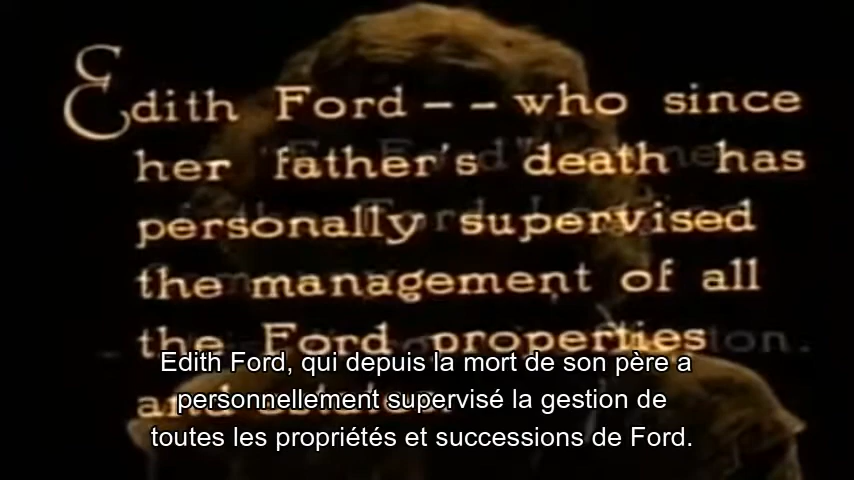 Edith Ford -- who since
her father's death has
personally supervised
the management of all
the Ford properties
and estates.
Edith Ford, qui depuis la mort de son père a
personnellement supervisé la gestion de
toutes les propriétés et successions de Ford.